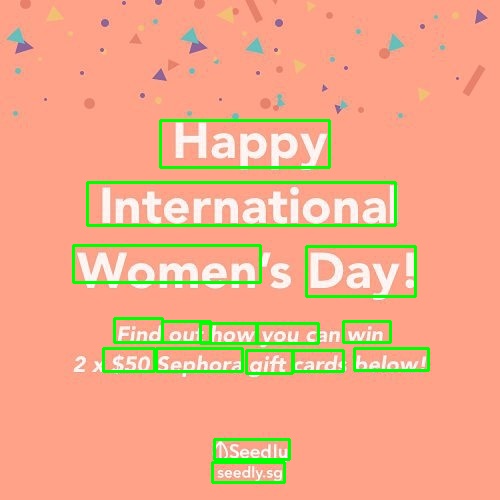 Happy
International
Women's Day!
Find out how you can win
2 x $50 Sephora gift cards below!
Seedly
seedly.sg